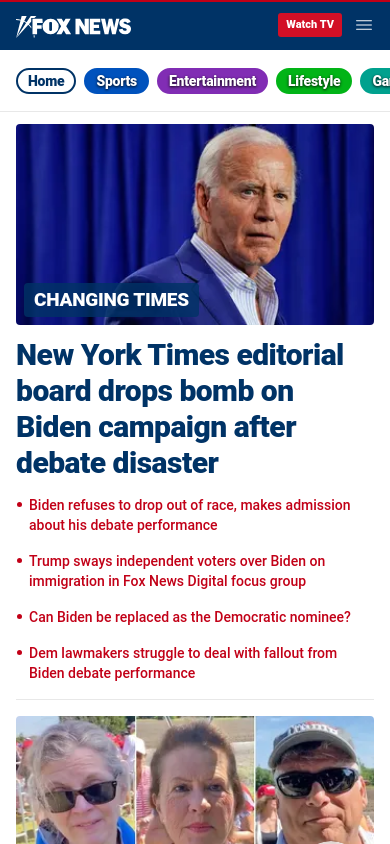 FOX NEWS
Watch TV
Home
Sports
Entertainment
Lifestyle
CHANGING TIMES
New York Times editorial
board drops bomb on
Biden campaign after
debate disaster
• Biden refuses to drop out of race, makes admission
about his debate performance
• Trump sways independent voters over Biden on
immigration in Fox News Digital focus group
• Can Biden be replaced as the Democratic nominee?
• Dem lawmakers struggle to deal with fallout from
Biden debate performance